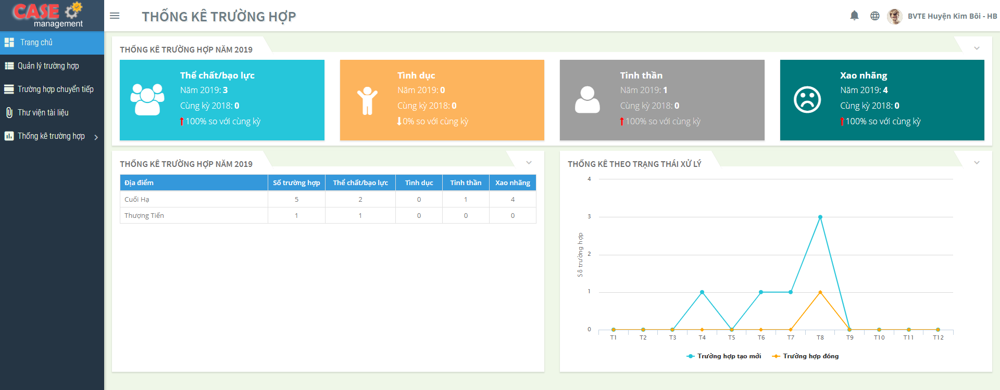 CASE
management
THỐNG KÊ TRƯỜNG HỢP
BVTE Huyện Kim Bôi - HB
Trang chủ
Quản lý trường hợp
Trường hợp chuyển tiếp
Thư viện tài liệu
Thống kê trường hợp
THỐNG KÊ TRƯỜNG HỢP NĂM 2019
Thể chất/bạo lực
Năm 2019: 3
Cùng kỳ 2018: 0
100% so với cùng kỳ
Tình dục
Năm 2019: 0
Cùng kỳ 2018: 0
0% so với cùng kỳ
Tinh thần
Năm 2019: 1
Cùng kỳ 2018: 0
100% so với cùng kỳ
Xao nhãng
Năm 2019: 4
Cùng kỳ 2018: 0
100% so với cùng kỳ
THỐNG KÊ TRƯỜNG HỢP NĂM 2019
Địa điểm Số trường hợp Thể chất/bạo lực Tình dục Tinh thần Xao nhãng
Cuối Hạ 5 2 0 1 4
Thượng Tiến 1 1 0 0 0
THỐNG KÊ THEO TRẠNG THÁI XỬ LÝ
Số trường hợp
4
3
2
1
0
T1 T2 T3 T4 T5 T6 T7 T8 T9 T10 T11 T12
Trường hợp tạo mới Trường hợp đóng